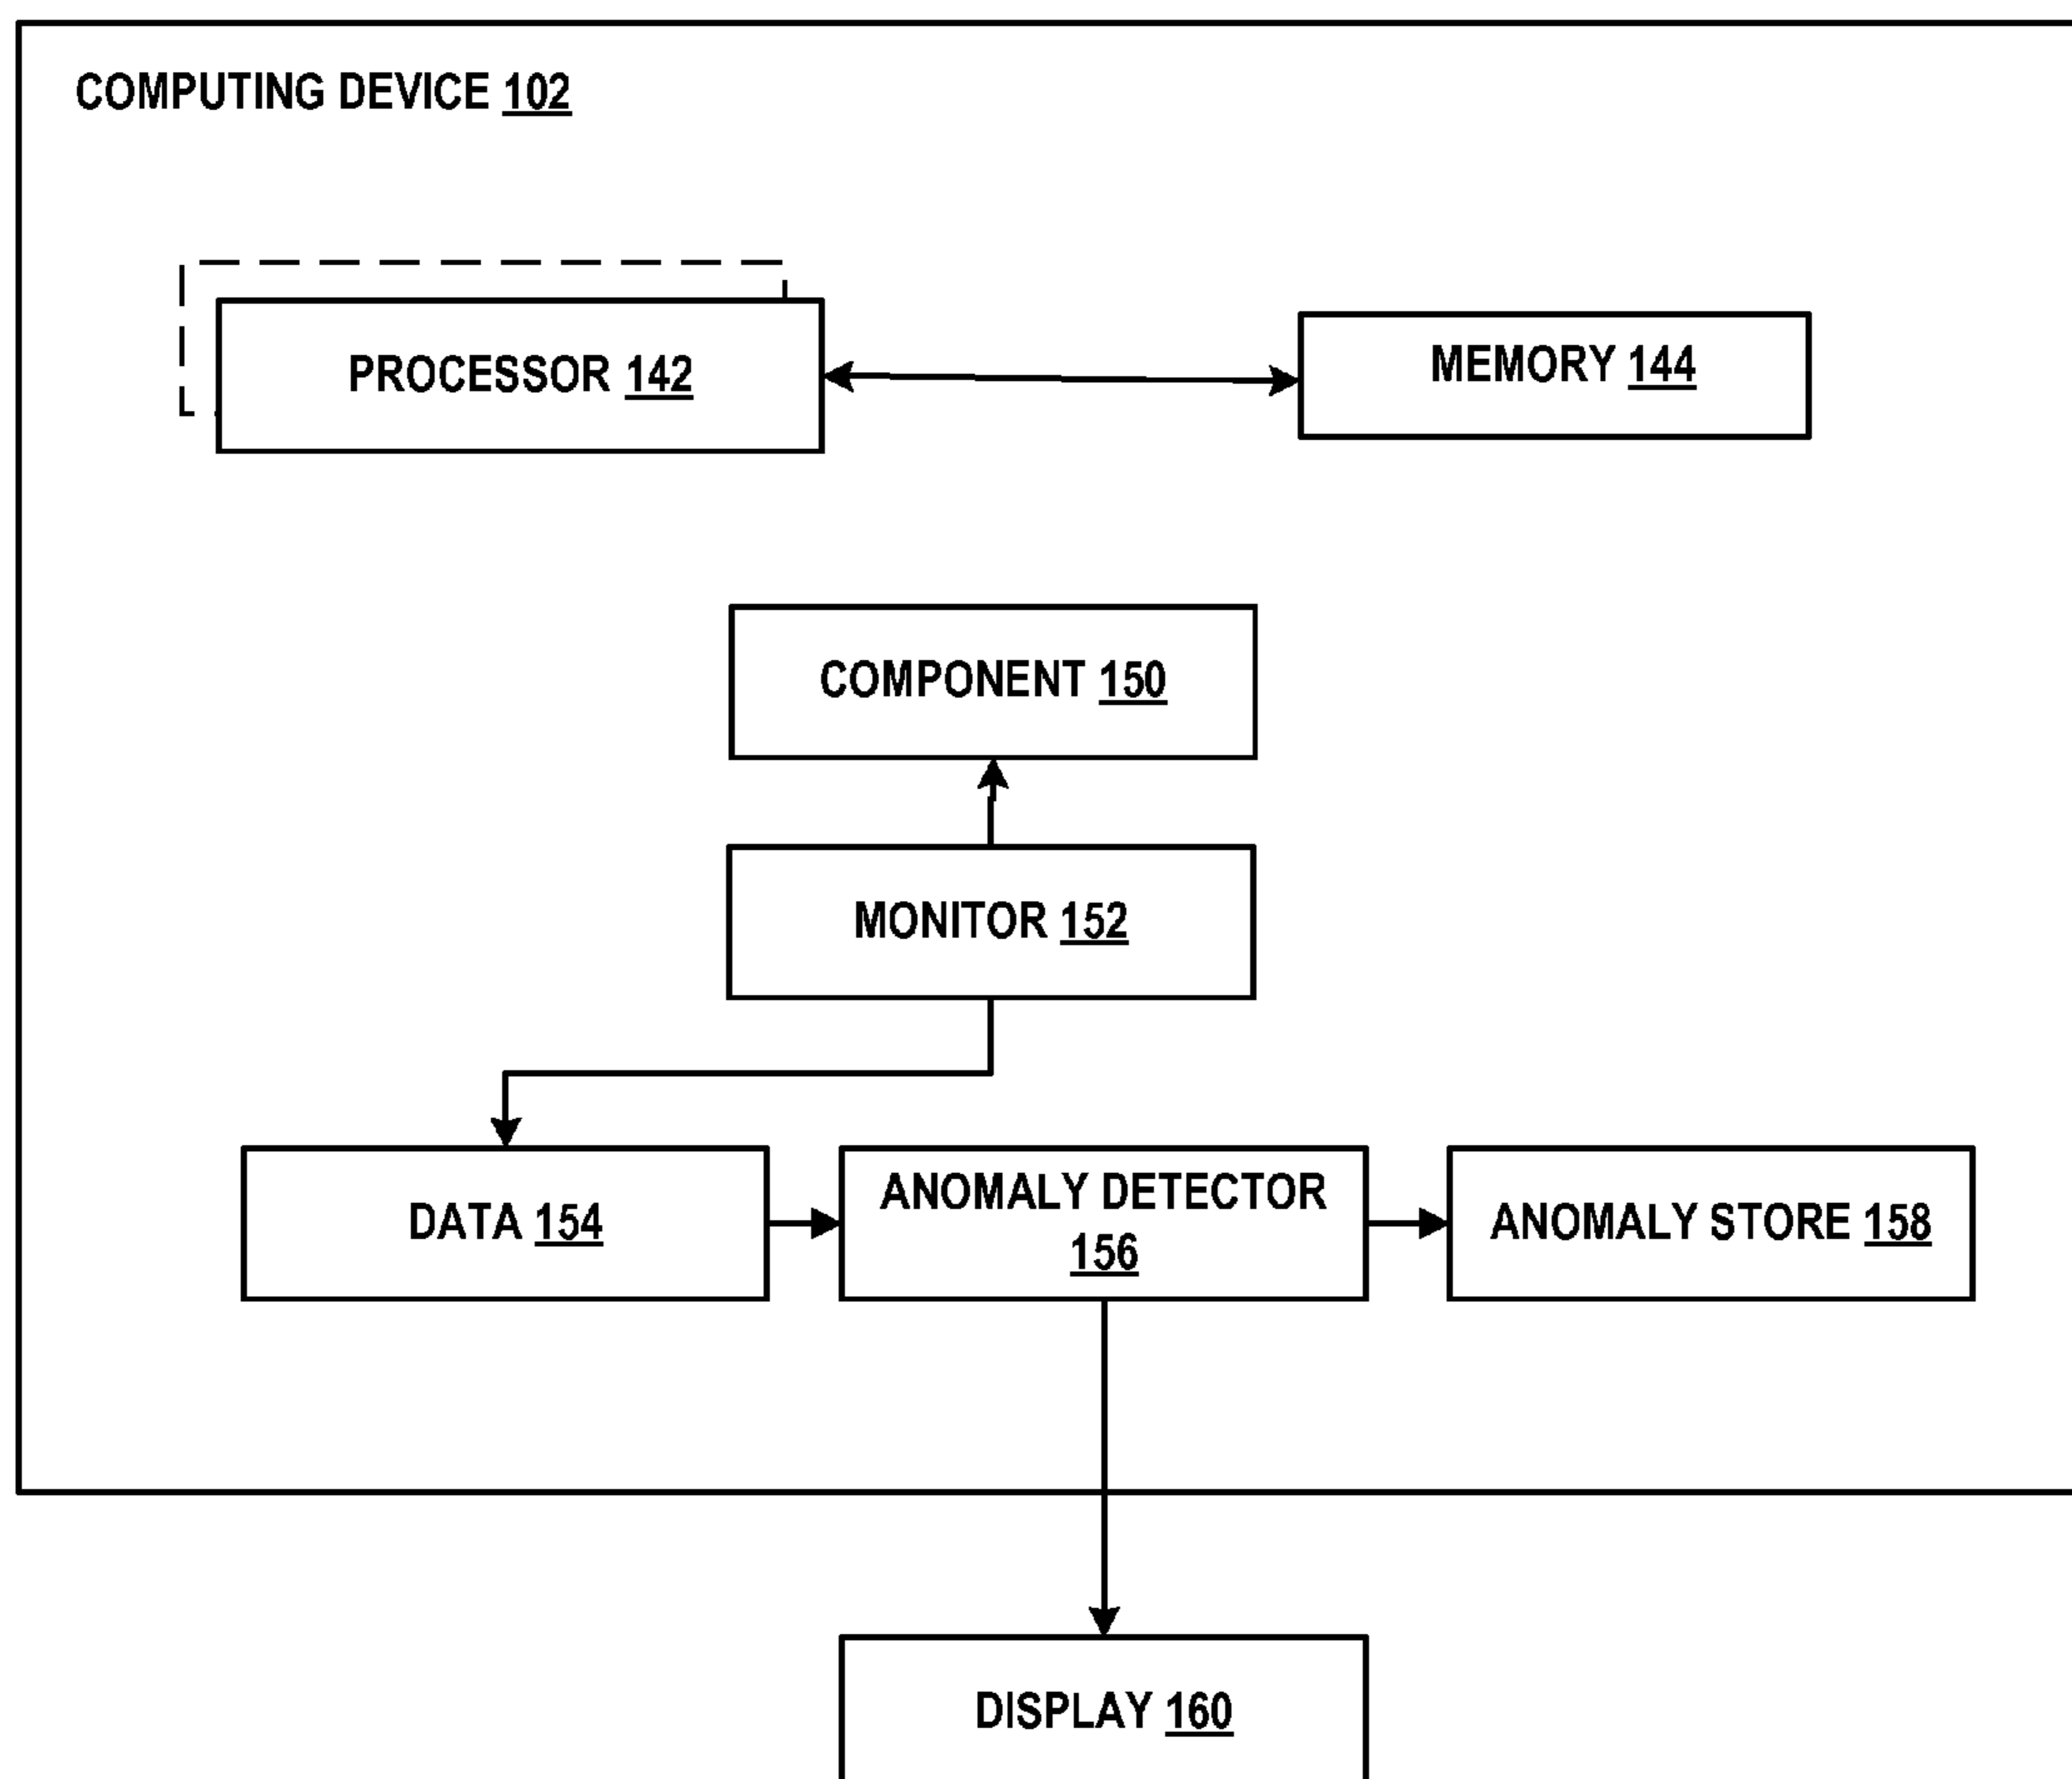 COMPUTING DEVICE 102
PROCESSOR 142
MEMORY 144
COMPONENT 150
MONITOR 152
DATA 154
ANOMALY DETECTOR
156
ANOMALY STORE 158
DISPLAY 160